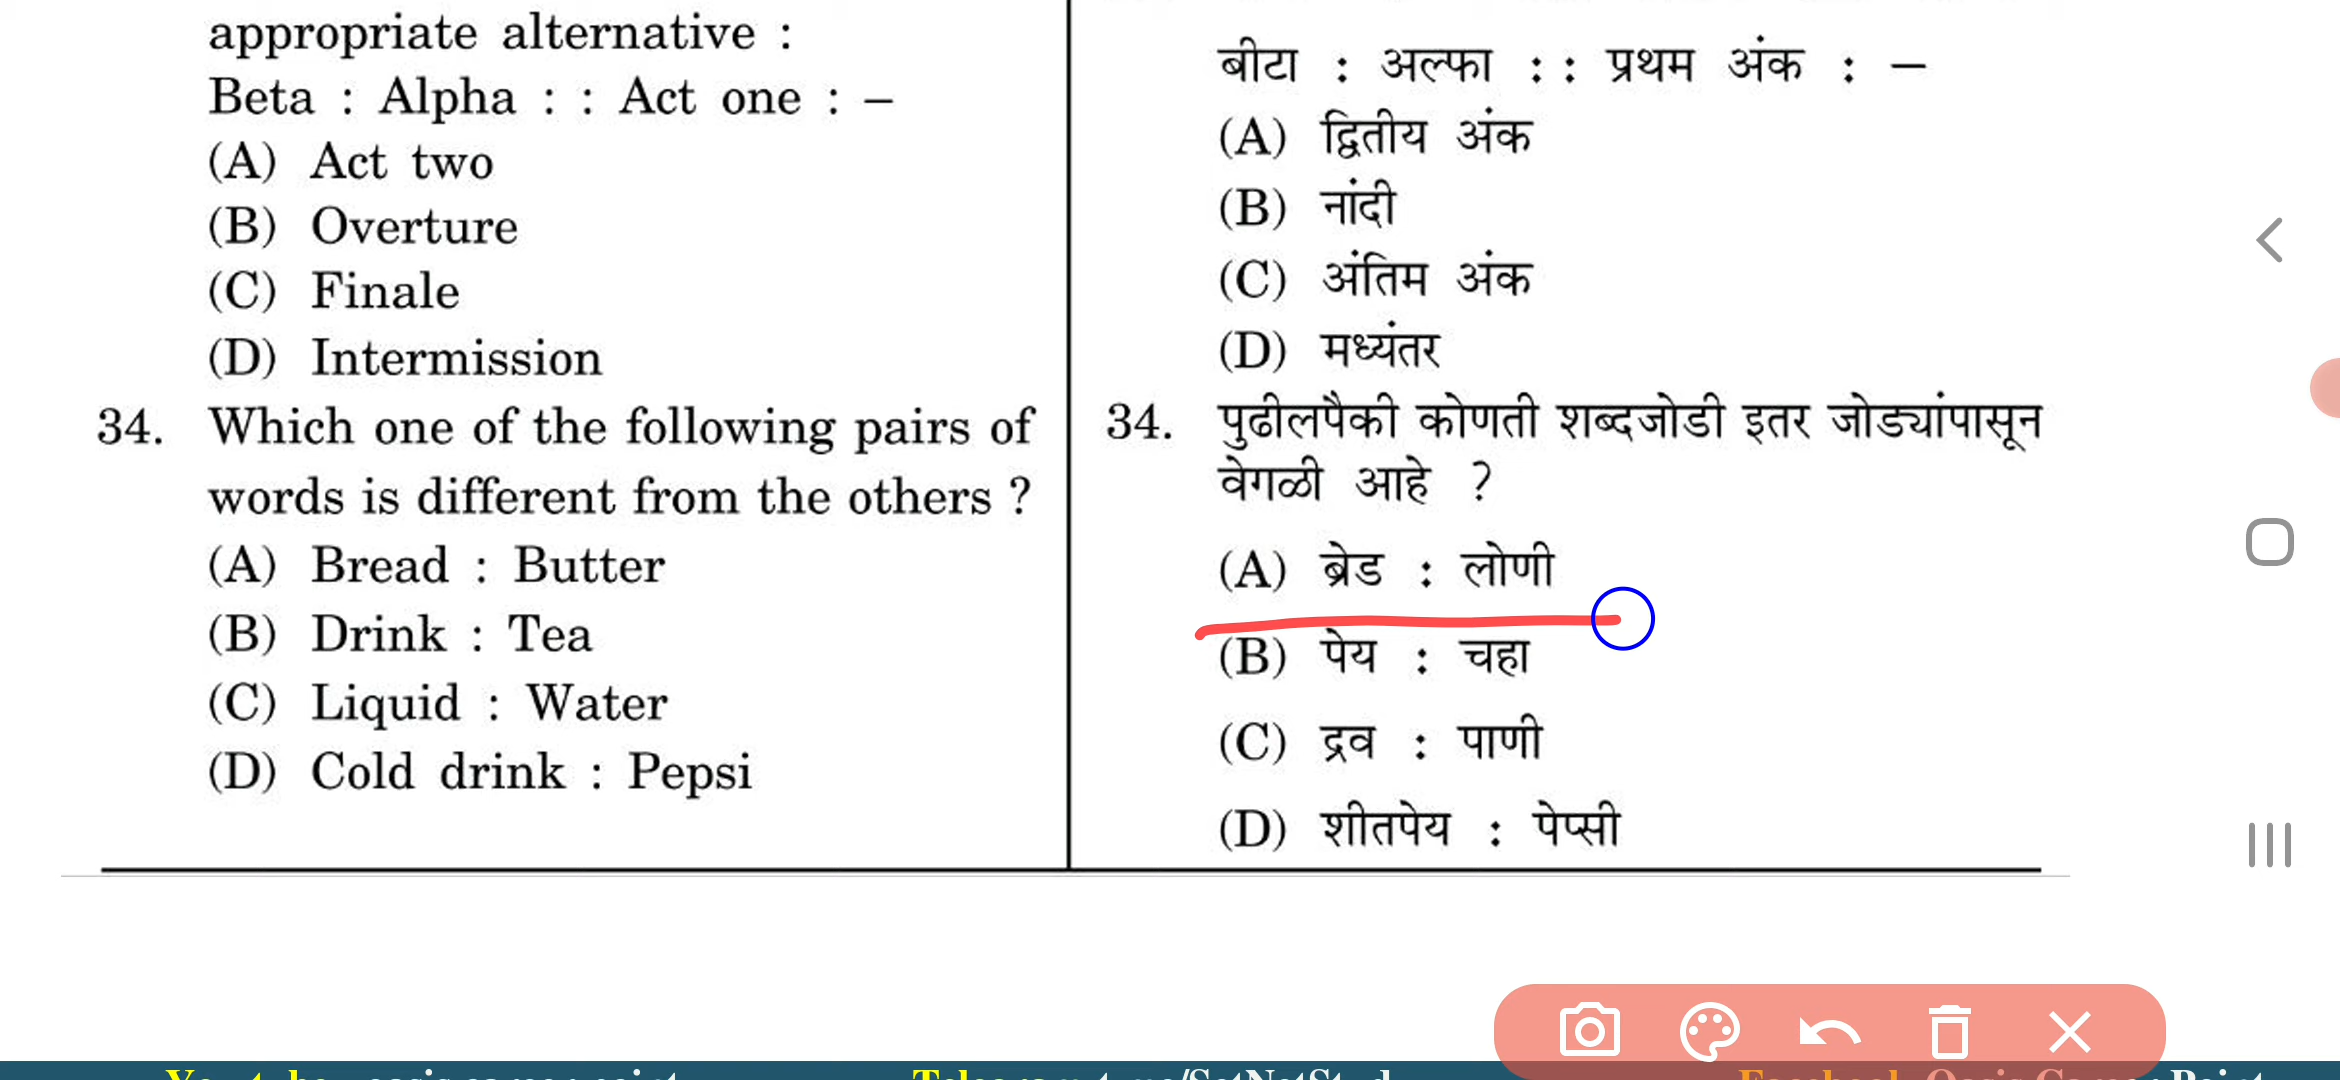 appropriate alternative :
Beta : Alpha : : Act one : –
(A) Act two
(B) Overture
(C) Finale
(D) Intermission
34. Which one of the following pairs of
words is different from the others ?
(A) Bread : Butter
(B) Drink : Tea
(C) Liquid : Water
(D) Cold drink : Pepsi
बीटा : अल्फा : : प्रथम अंक : –
(A) द्वितीय अंक
(B) नांदी
(C) अंतिम अंक
(D) मध्यंतर
34. पुढीलपैकी कोणती शब्दजोडी इतर जोड्यांपासून
वेगळी आहे ?
(A) ब्रेड : लोणी
(B) पेय : चहा
(C) द्रव : पाणी
(D) शीतपेय : पेप्सी